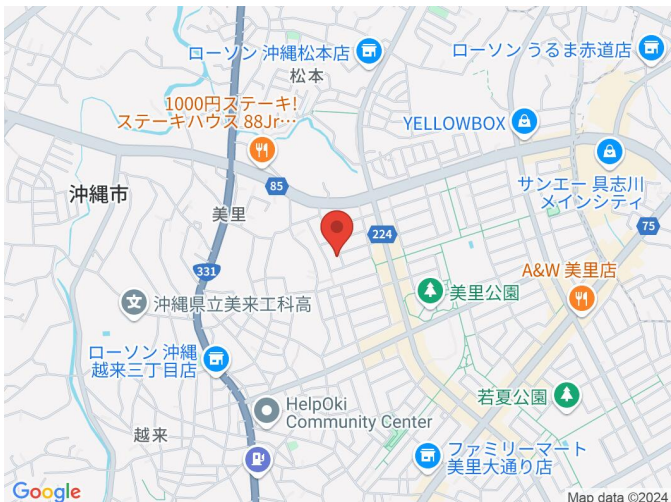 ローソン 沖縄松本店
松本
ローソン うるま赤道店
1000円ステーキ!
ステーキハウス 88Jr…
YELLOWBOX
サンエー 具志川
メインシティ
85
沖縄市
美里
224
75
331
A&W 美里店
美里公園
沖縄県立美来工科高
ローソン 沖縄
越来三丁目店
若夏公園
HelpOki
Community Center
越来
ファミリーマート
美里大通り店
Google
Map data ©2024